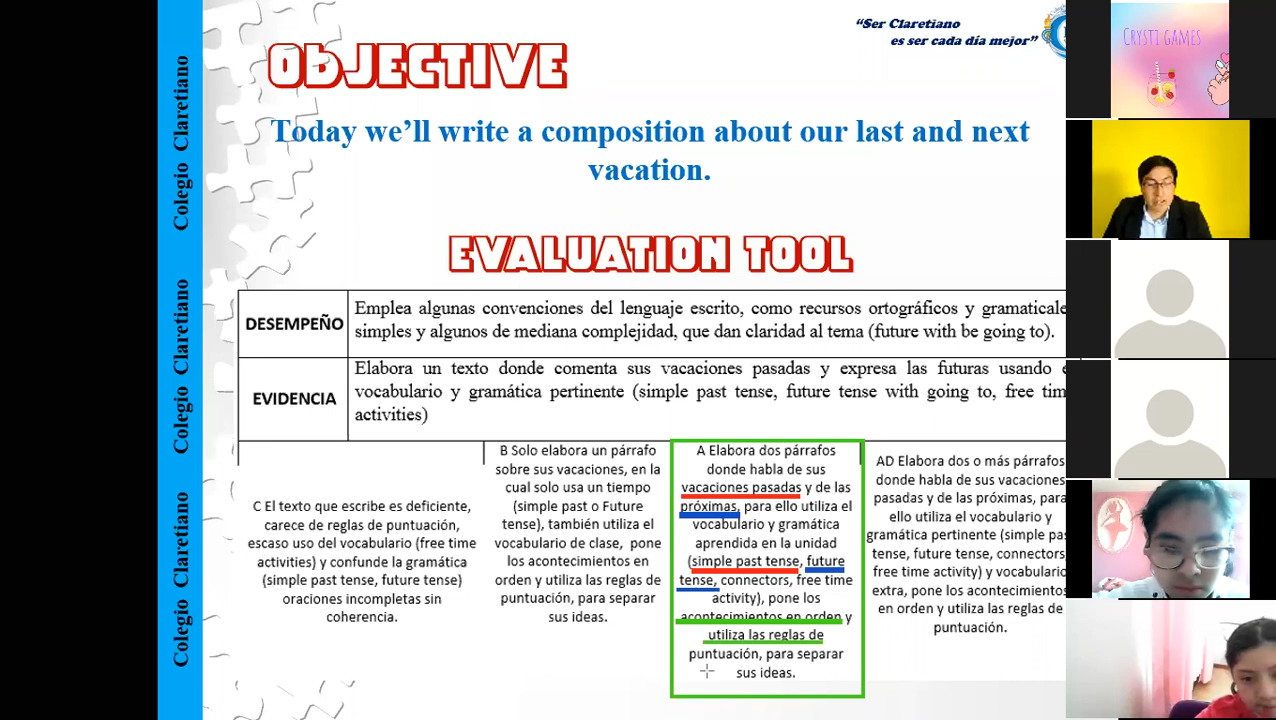 “Ser Claretiano
es ser cada día mejor”
OBJECTIVE
Today we’ll write a composition about our last and next
vacation.
EVALUATION TOOL
DESEMPEÑO
Emplea algunas convenciones del lenguaje escrito, como recursos ortográficos y gramaticale
simples y algunos de mediana complejidad, que dan claridad al tema (future with be going to).
EVIDENCIA
Elabora un texto donde comenta sus vacaciones pasadas y expresa las futuras usando e
vocabulario y gramática pertinente (simple past tense, future tense with going to, free tim
activities)
C El texto que escribe es deficiente,
carece de reglas de puntuación,
escaso uso del vocabulario (free time
activities) y confunde la gramática
(simple past tense, future tense)
oraciones incompletas sin
coherencia.
B Solo elabora un párrafo
sobre sus vacaciones, en la
cual solo usa un tiempo
(simple past o Future
tense), también utiliza el
vocabulario de clase, pone
los acontecimientos en
orden y utiliza las reglas de
puntuación, para separar
sus ideas.
A Elabora dos párrafos
donde habla de sus
vacaciones pasadas y de las
próximas, para ello utiliza el
vocabulario y gramática
aprendida en la unidad
(simple past tense, future
tense, connectors, free time
activity), pone los
acontecimientos en orden y
utiliza las reglas de
puntuación, para separar
sus ideas.
AD Elabora dos o más párrafos
donde habla de sus vacaciones
pasadas y de las próximas, para
ello utiliza el vocabulario y
gramática pertinente (simple pas
tense, future tense, connectors
free time activity) y vocabulario
extra, pone los acontecimientos
en orden y utiliza las reglas de
puntuación.
Colegio Claretiano
Colegio Claretiano
Colegio Claretiano
CRYSTI GAMES